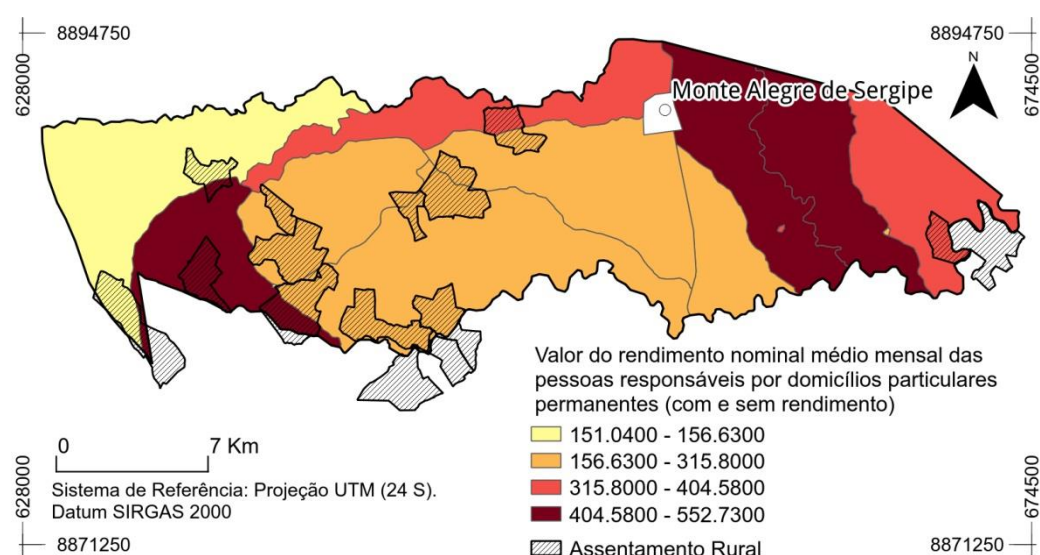 8894750
8894750
628000
674500
N
Monte Alegre de Sergipe
Valor do rendimento nominal médio mensal das
pessoas responsáveis por domicílios particulares
permanentes (com e sem rendimento)
151.0400 - 156.6300
156.6300 - 315.8000
315.8000 - 404.5800
404.5800 - 552.7300
Assentamento Rural
0 7 Km
Sistema de Referência: Projeção UTM (24 S).
Datum SIRGAS 2000
628000
674500
8871250
8871250